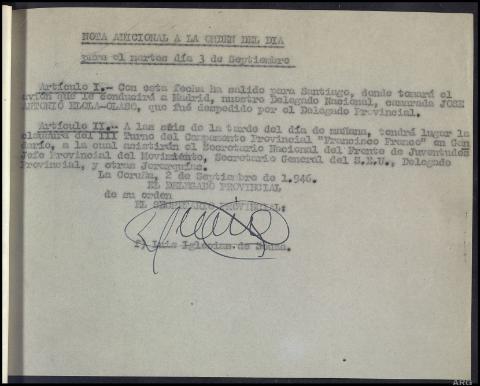 NOTA ADICIONAL A LA ORDEN DEL DIA
para el martes día 3 de Septiembre
Artículo I.- Con esta fecha ha salido para Santiago, donde tomará el
avión que le conducirá a Madrid, nuestro Delegado Nacional, camarada JOSE
ANTONIO ELOLA-OLASO, que fué despedido por el Delegado Provincial.
Artículo II.- A las seis de la tarde del día de mañana, tendrá lugar la
clausura del III Turno del Campamento Provincial "Francisco Franco" en Gan
dario, a la cual asistirán el Secretario Nacional del Frente de Juventudes
Jefe Provincial del Movimiento, Secretario General del S.E.U., Delegado
Provincial, y otras Jerarquías.
La Coruña, 2 de Septiembre de 1.946.
EL DELEGADO PROVINCIAL
de su orden
EL SECRETARIO PROVINCIAL:
f) Luis Iglesias de Sousa.
ARG